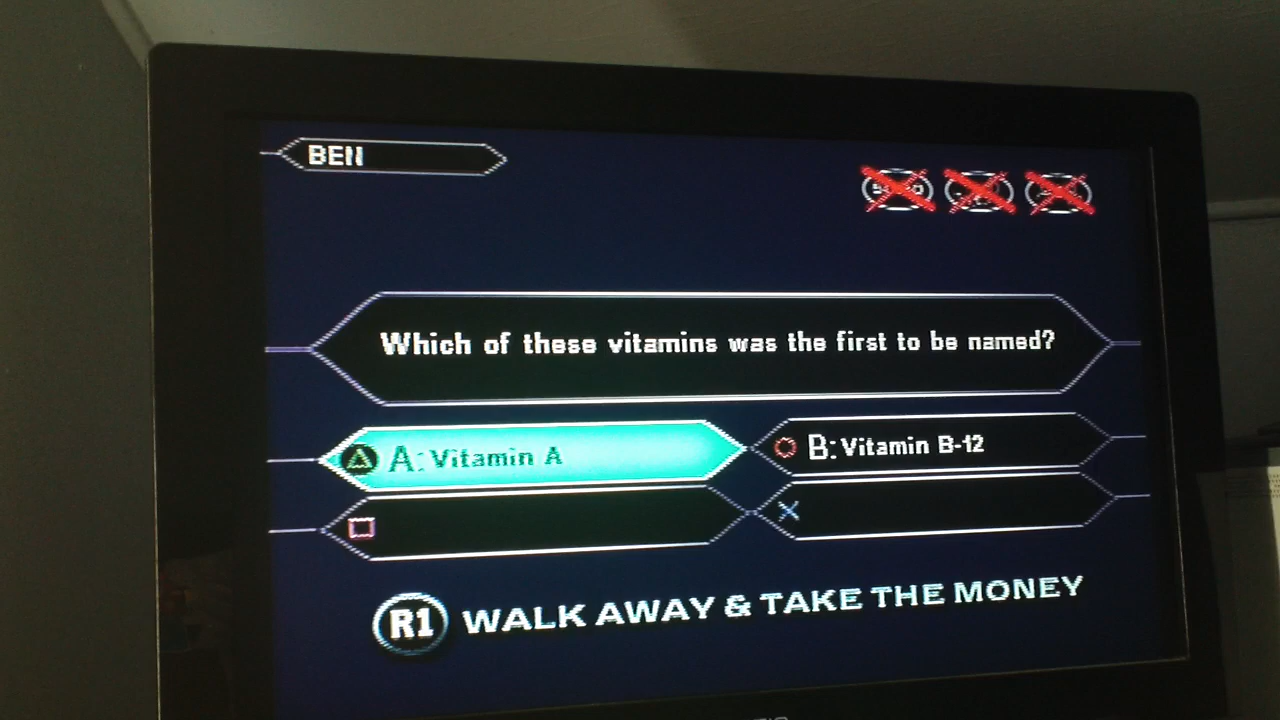 BEN
Which of these vitamins was the first to be named?
A: Vitamin A
B: Vitamin B-12
R1 WALK AWAY & TAKE THE MONEY